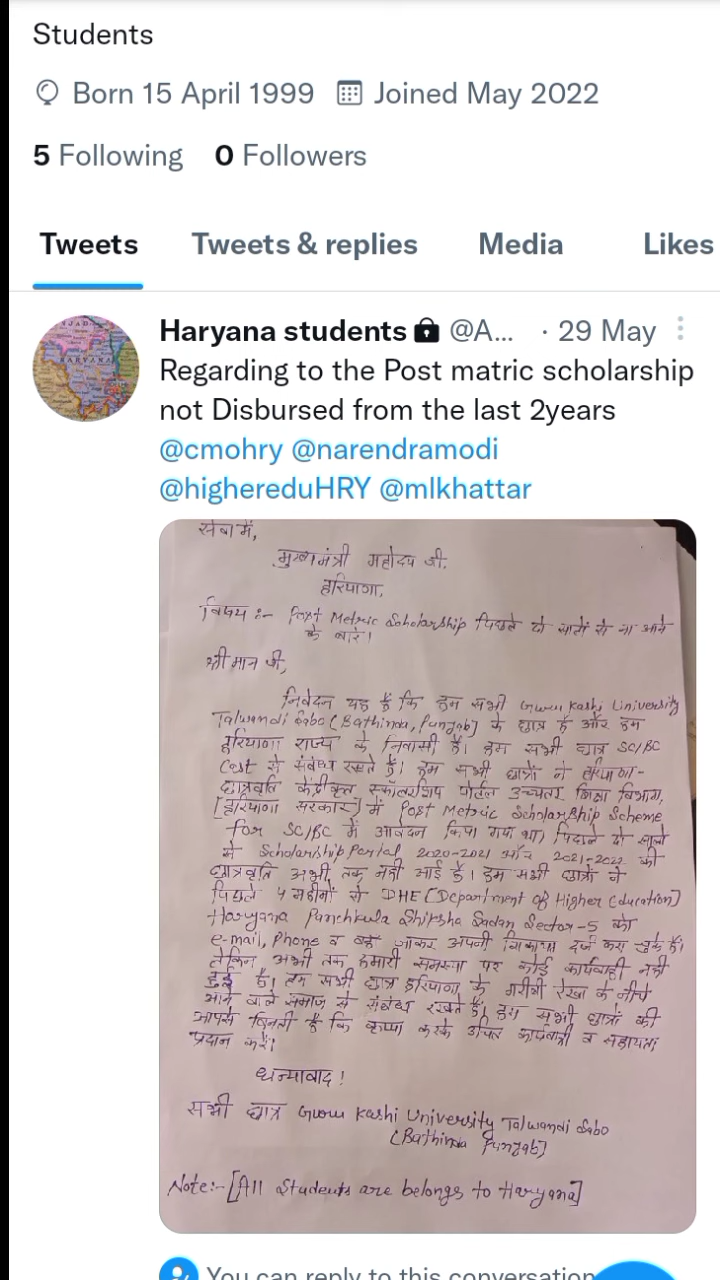 Students
Born 15 April 1999 Joined May 2022
5 Following 0 Followers
Tweets Tweets & replies Media Likes
Haryana students @A... · 29 May
Regarding to the Post matric scholarship
not Disbursed from the last 2years
@cmohry @narendramodi
@highereduHRY @mlkhattar
सेवा में,
मुख्यमंत्री महोदय जी,
हरियाणा,
विषय :- Post Metric Scholarship पिछले दो सालों से ना आने
के बारे।
श्री मान जी,
निवेदन यह है कि हम सभी Guru Kashi University
Talwandi Sabo (Bathinda, Punjab) के छात्र है और हम
हरियाणा राज्य के निवासी है। हम सभी छात्र SC/BC
Cast से संबंध रखते है। हम सभी छात्रों ने हरियाणा-
छात्रवृति केंद्रीकृत स्कॉलरशिप पोर्टल उच्चतर शिक्षा विभाग,
[हरियाणा सरकार] में Post Metric Scholarship Scheme
for SC/BC में आवेदन किया गया था। पिछले दो सालो
से Scholarship Portal 2020-2021 और 2021-2022 की
छात्रवृति अभी तक नही आई है। हम सभी छात्रों ने
पिछले 4 महीनों से DHE [Department of Higher Education]
Haryana Panchkula Shiksha Sadan Sector-5 को
e-mail, Phone व वहाँ जाकर अपनी शिकायत दर्ज करा चुके है।
लेकिन अभी तक हमारी समस्या पर कोई कार्यवाही नही
हुई है। हम सभी छात्र हरियाणा के गरीबी रेखा के नीचे
आने वाले समाज से संबंध रखते है। हम सभी छात्रों की
आपसे विनती है कि कृप्या करके उचित कार्यवाही व सहायता
प्रदान करें।
धन्यावाद !
सभी छात्र Guru Kashi University Talwandi Sabo
(Bathinda Punjab]
Note:-[All Students are belongs to Haryana]
You can reply to this conversation